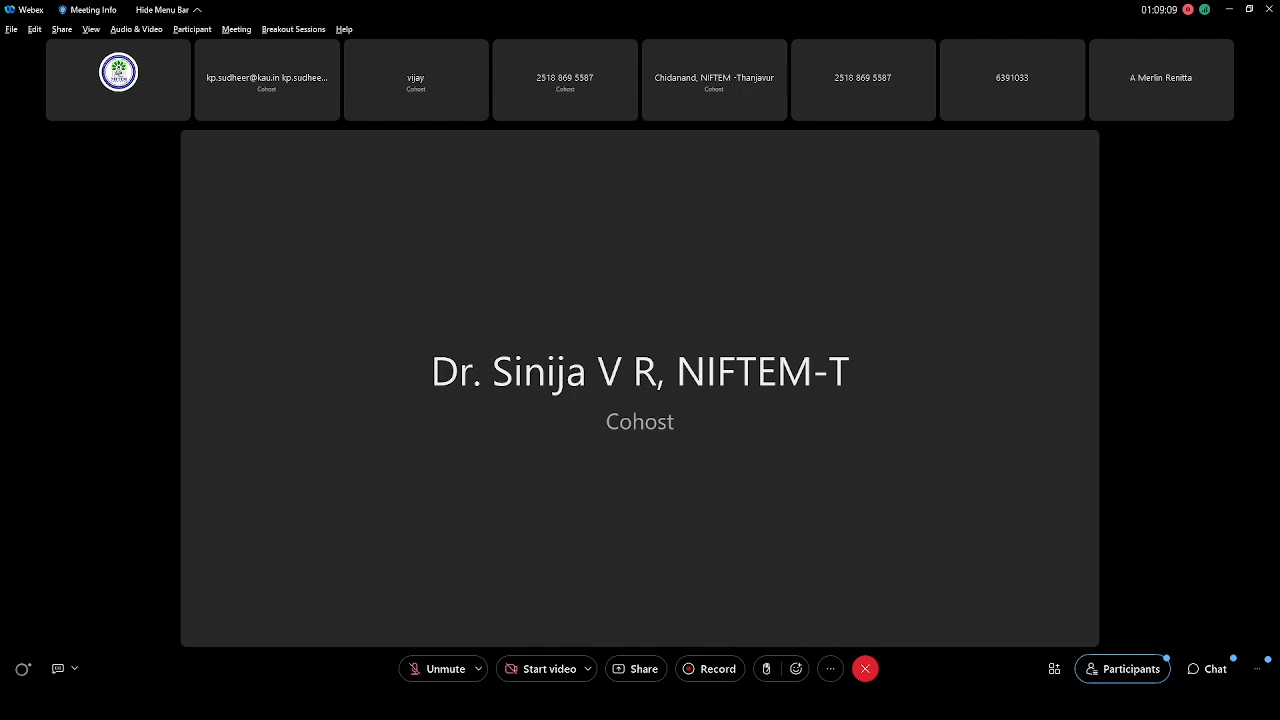 Webex Meeting Info Hide Menu Bar 01:09:09
File Edit Share View Audio & Video Participant Meeting Breakout Sessions Help
kp.sudheer@kau.in kp.sudhee...
Cohost
vijay
Cohost
2518 869 5587
Cohost
Chidanand, NIFTEM -Thanjavur
Cohost
2518 869 5587
6391033
A Merlin Renitta
Dr. Sinija V R, NIFTEM-T
Cohost
Unmute Start video Share Record Participants Chat